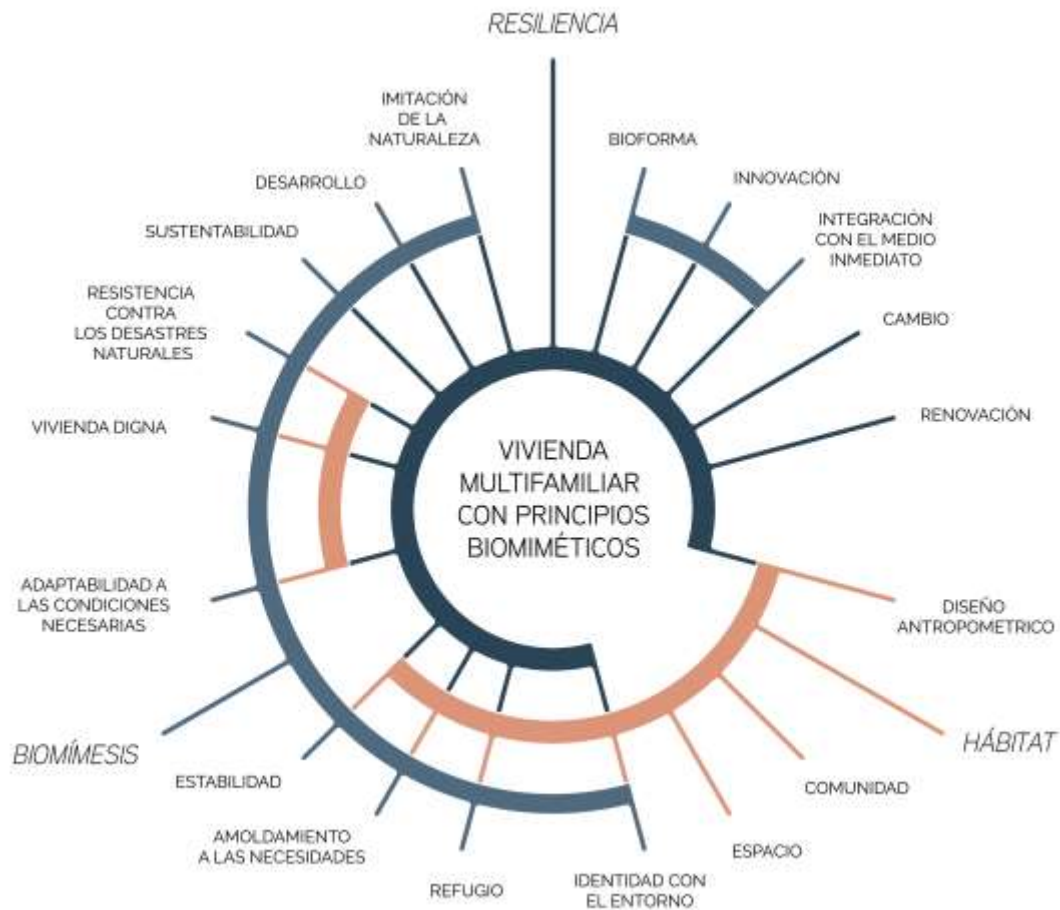 RESILIENCIA
IMITACIÓN
DE LA
NATURALEZA
BIOFORMA
DESARROLLO
INNOVACIÓN
SUSTENTABILIDAD
INTEGRACIÓN
CON EL MEDIO
INMEDIATO
RESISTENCIA
CONTRA
LOS DESASTRES
NATURALES
CAMBIO
VIVIENDA DIGNA
RENOVACIÓN
VIVIENDA
MULTIFAMILIAR
CON PRINCIPIOS
BIOMIMÉTICOS
ADAPTABILIDAD A
LAS CONDICIONES
NECESARIAS
DISEÑO
ANTROPOMETRICO
BIOMÍMESIS
HÁBITAT
ESTABILIDAD
COMUNIDAD
AMOLDAMIENTO
A LAS NECESIDADES
ESPACIO
REFUGIO
IDENTIDAD CON
EL ENTORNO